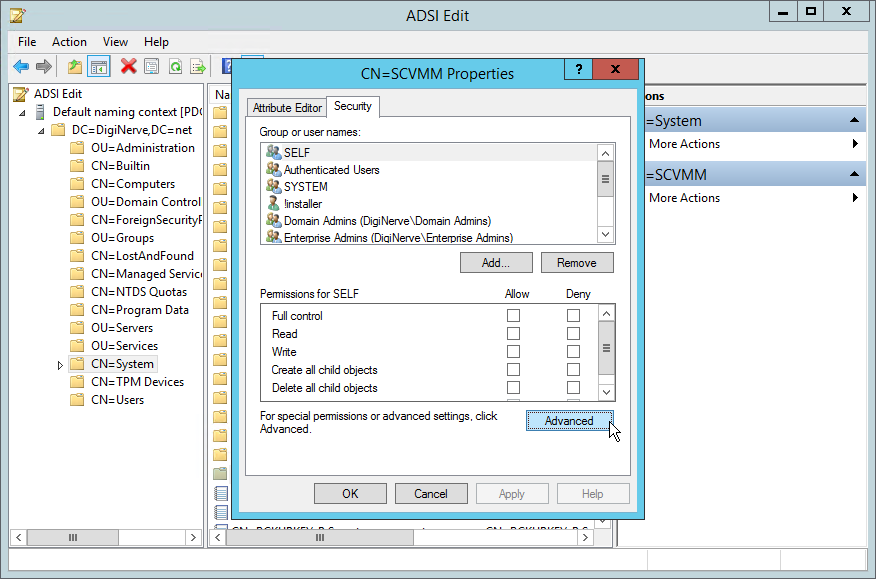 ADSI Edit
File Action View Help
ADSI Edit
Default naming context [PDC
DC=DigiNerve,DC=net
OU=Administration
CN=Builtin
CN=Computers
OU=Domain Control
CN=ForeignSecurityP
OU=Groups
CN=LostAndFound
CN=Managed Service
CN=NTDS Quotas
CN=Program Data
OU=Servers
OU=Services
CN=System
CN=TPM Devices
CN=Users
Na
CN=SCVMM Properties
?
Attribute Editor
Security
Group or user names:
SELF
Authenticated Users
SYSTEM
!installer
Domain Admins (DigiNerve\Domain Admins)
Enterprise Admins (DigiNerve\Enterprise Admins)
Add...
Remove
Permissions for SELF
Allow
Deny
Full control
Read
Write
Create all child objects
Delete all child objects
For special permissions or advanced settings, click
Advanced.
Advanced
OK
Cancel
Apply
Help
ons
=System
More Actions
=SCVMM
More Actions